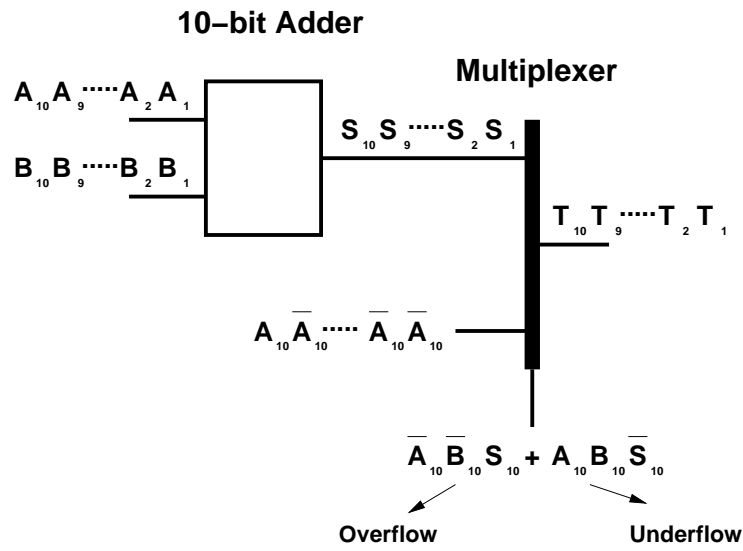 10−bit Adder
Multiplexer
A₁₀A₉·····A₂A₁
S₁₀S₉·····S₂S₁
B₁₀B₉·····B₂B₁
T₁₀T₉·····T₂T₁
A₁₀A̅₁₀·····A̅₁₀A̅₁₀
A̅₁₀B̅₁₀S₁₀ + A₁₀B₁₀S̅₁₀
Overflow Underflow